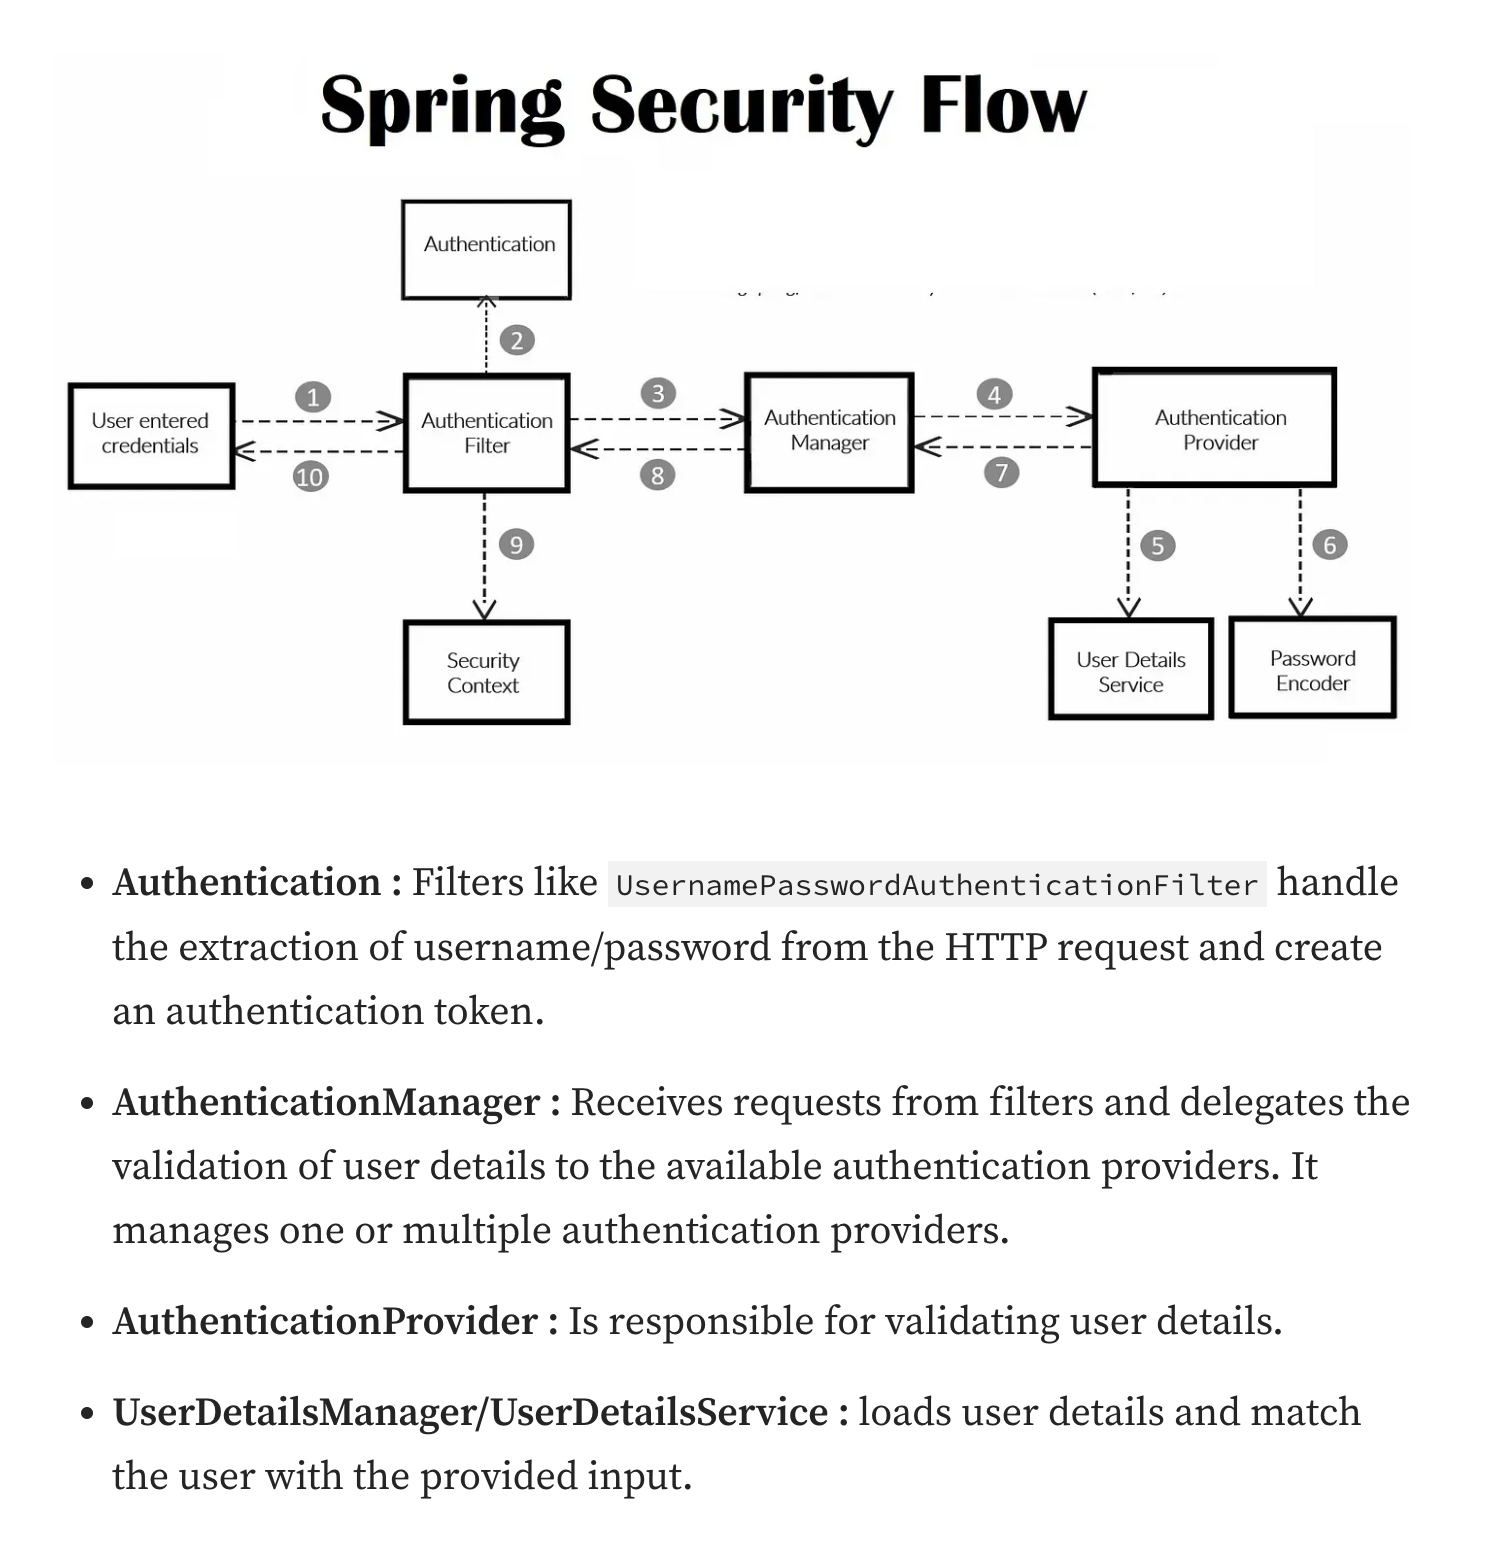 Spring Security Flow
Authentication
2
1
3
4
User entered
credentials
Authentication
Filter
Authentication
Manager
Authentication
Provider
10
8
7
9
5
6
Security
Context
User Details
Service
Password
Encoder
• Authentication : Filters like UsernamePasswordAuthenticationFilter handle
the extraction of username/password from the HTTP request and create
an authentication token.
• AuthenticationManager : Receives requests from filters and delegates the
validation of user details to the available authentication providers. It
manages one or multiple authentication providers.
• AuthenticationProvider : Is responsible for validating user details.
• UserDetailsManager/UserDetailsService : loads user details and match
the user with the provided input.